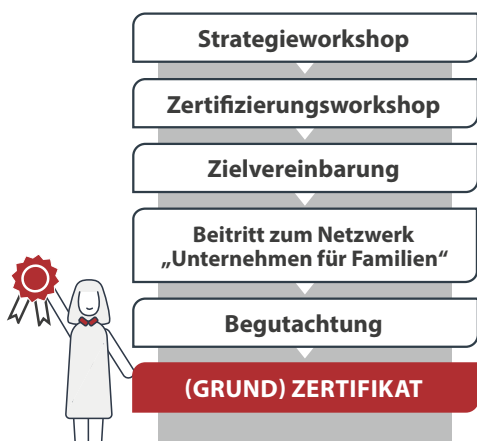 Strategieworkshop
Zertifizierungsworkshop
Zielvereinbarung
Beitritt zum Netzwerk
„Unternehmen für Familien“
Begutachtung
(GRUND) ZERTIFIKAT